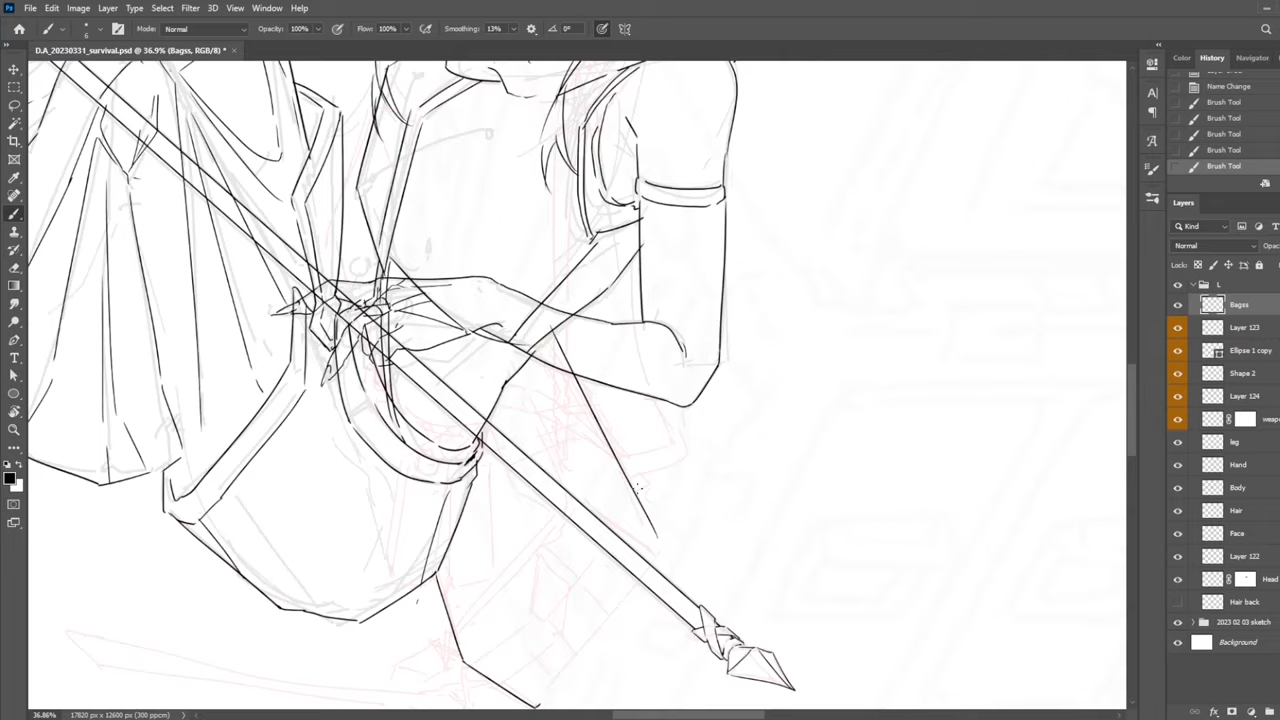 Ps File Edit Image Layer Type Select Filter 3D View Window Help
6 Mode: Normal Opacity: 100% Flow: 100% Smoothing: 13% 0°
D.A_20230331_survival.psd @ 36.9% (Bagss, RGB/8) * ×
Color History Navigator
Name Change
Brush Tool
Brush Tool
Brush Tool
Brush Tool
Brush Tool
Layers
Kind
Normal
Lock:
L
Bagss
Layer 123
Ellipse 1 copy
Shape 2
Layer 124
weapo
leg
Hand
Body
Hair
Face
Layer 122
Head
Hair back
2023 02 03 sketch
Background
36.86% 17820 px x 12600 px (300 ppcm)